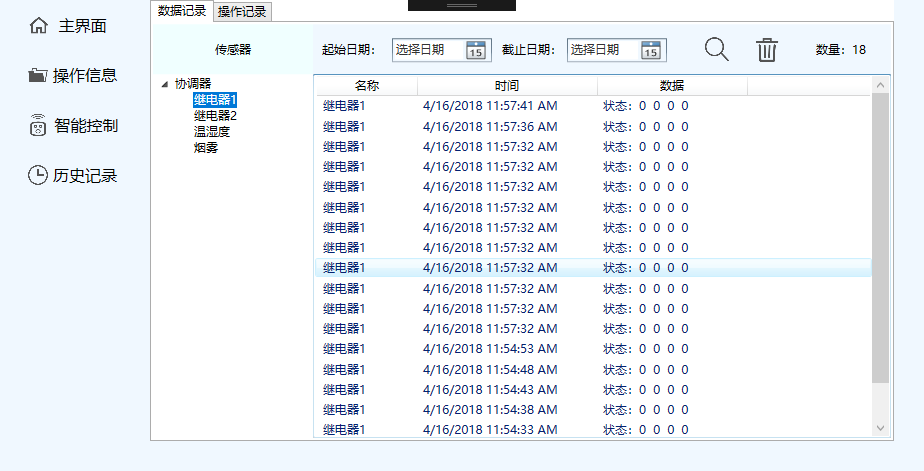 数据记录 操作记录
主界面
操作信息
智能控制
历史记录
传感器
起始日期： 选择日期 15 截止日期： 选择日期 15 数量：18
协调器
继电器1
继电器2
温湿度
烟雾
名称 时间 数据
继电器1 4/16/2018 11:57:41 AM 状态：0 0 0 0
继电器1 4/16/2018 11:57:36 AM 状态：0 0 0 0
继电器1 4/16/2018 11:57:32 AM 状态：0 0 0 0
继电器1 4/16/2018 11:57:32 AM 状态：0 0 0 0
继电器1 4/16/2018 11:57:32 AM 状态：0 0 0 0
继电器1 4/16/2018 11:57:32 AM 状态：0 0 0 0
继电器1 4/16/2018 11:57:32 AM 状态：0 0 0 0
继电器1 4/16/2018 11:57:32 AM 状态：0 0 0 0
继电器1 4/16/2018 11:57:32 AM 状态：0 0 0 0
继电器1 4/16/2018 11:57:32 AM 状态：0 0 0 0
继电器1 4/16/2018 11:57:32 AM 状态：0 0 0 0
继电器1 4/16/2018 11:57:32 AM 状态：0 0 0 0
继电器1 4/16/2018 11:54:53 AM 状态：0 0 0 0
继电器1 4/16/2018 11:54:48 AM 状态：0 0 0 0
继电器1 4/16/2018 11:54:43 AM 状态：0 0 0 0
继电器1 4/16/2018 11:54:38 AM 状态：0 0 0 0
继电器1 4/16/2018 11:54:33 AM 状态：0 0 0 0